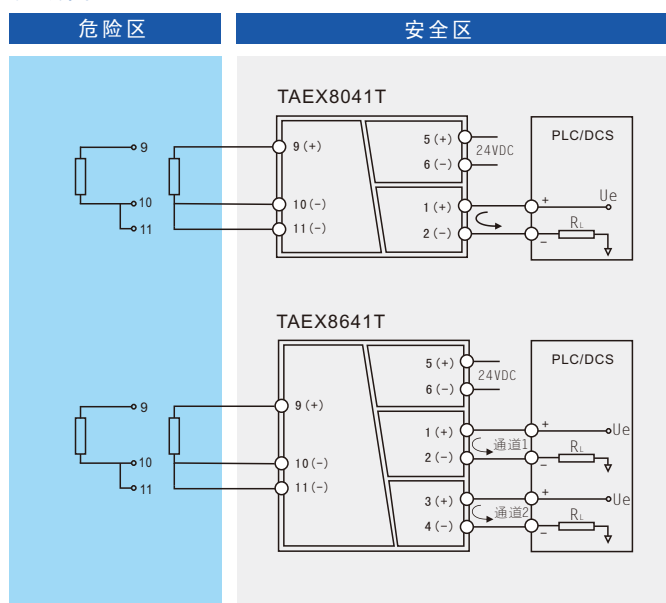 危险区
安全区
TAEX8041T
9
10
11
9 (+)
10(-)
11(-)
5 (+)
6 (-)
24VDC
1 (+)
2 (-)
PLC/DCS
+
Ue
RL
-
TAEX8641T
9
10
11
9 (+)
10(-)
11(-)
5 (+)
6 (-)
24VDC
1 (+)
2 (-)
通道1
3 (+)
4 (-)
通道2
PLC/DCS
+
Ue
RL
-
+
Ue
RL
-